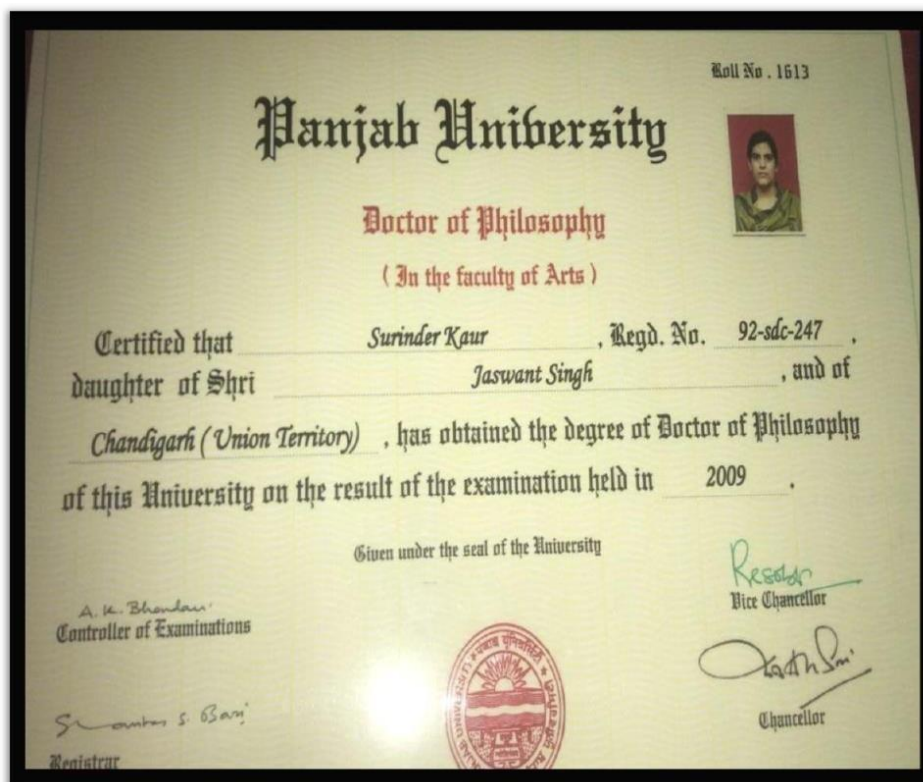 Roll No . 1613
Panjab University
Doctor of Philosophy
( In the faculty of Arts )
Certified that Surinder Kaur , Regd. No. 92-sdc-247 ,
daughter of Shri Jaswant Singh , and of
Chandigarh ( Union Territory) , has obtained the degree of Doctor of Philosophy
of this University on the result of the examination held in 2009 .
Given under the seal of the University
Vice Chancellor
A. K. Bhandari
Controller of Examinations
Chancellor
S. Bari
Registrar